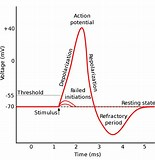 Action
potential
+40
Voltage (mV)
0
Depolarization
Repolarization
Threshold
Failed
initiations
-55
-70
Resting state
Stimulus
Refractory
period
0
1
2
3
4
5
Time (ms)